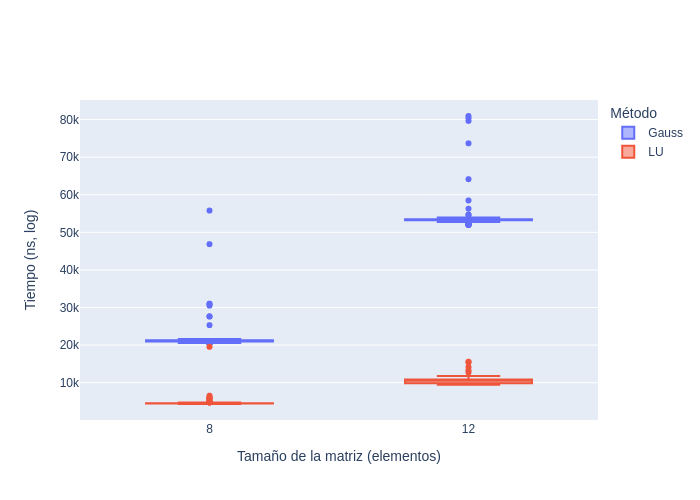 Método
Gauss
LU
Tiempo (ns, log)
80k
70k
60k
50k
40k
30k
20k
10k
8
12
Tamaño de la matriz (elementos)